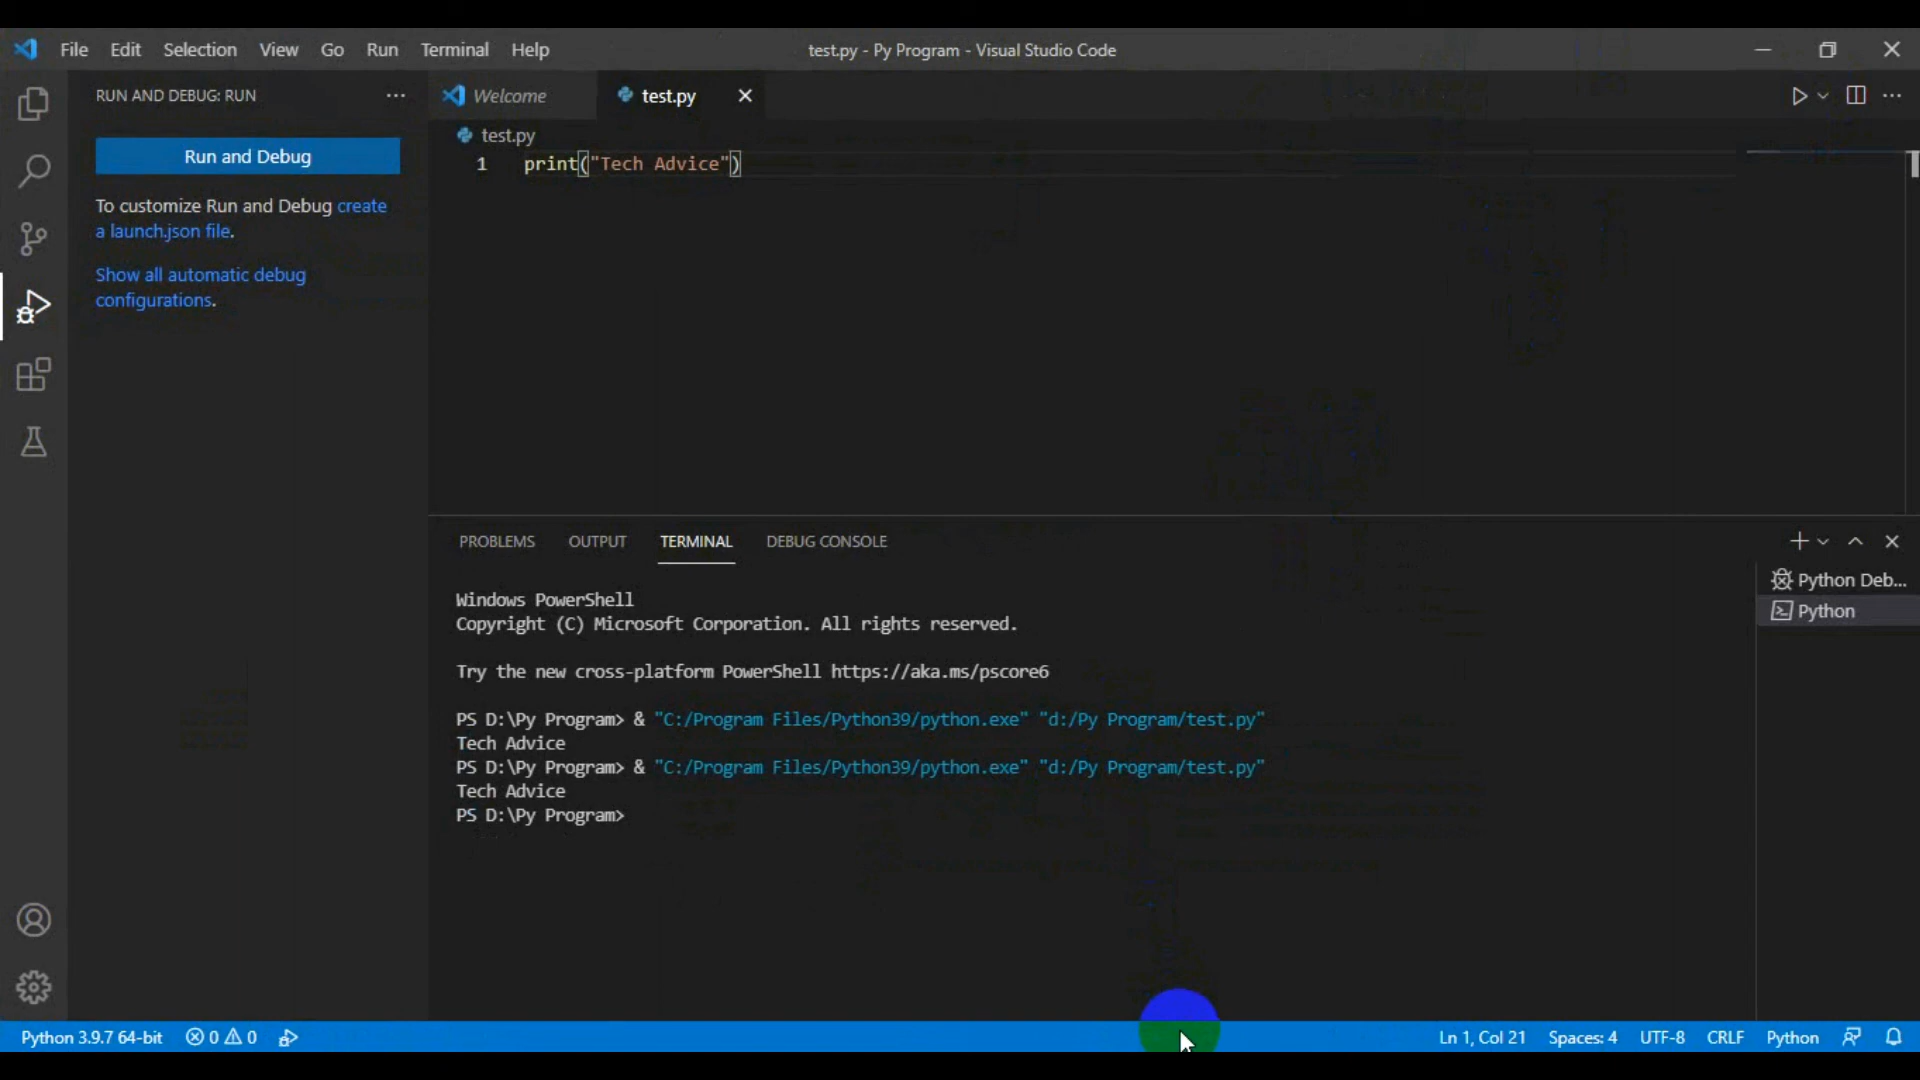 File Edit Selection View Go Run Terminal Help
test.py - Py Program - Visual Studio Code
RUN AND DEBUG: RUN
Run and Debug
To customize Run and Debug create
a launch.json file.
Show all automatic debug
configurations.
Welcome
test.py
test.py
1 print("Tech Advice")
PROBLEMS OUTPUT TERMINAL DEBUG CONSOLE
Windows PowerShell
Copyright (C) Microsoft Corporation. All rights reserved.
Try the new cross-platform PowerShell https://aka.ms/pscore6
PS D:\Py Program> & "C:/Program Files/Python39/python.exe" "d:/Py Program/test.py"
Tech Advice
PS D:\Py Program> & "C:/Program Files/Python39/python.exe" "d:/Py Program/test.py"
Tech Advice
PS D:\Py Program>
Python Deb...
Python
Python 3.9.7 64-bit 0 0
Ln 1, Col 21 Spaces: 4 UTF-8 CRLF Python